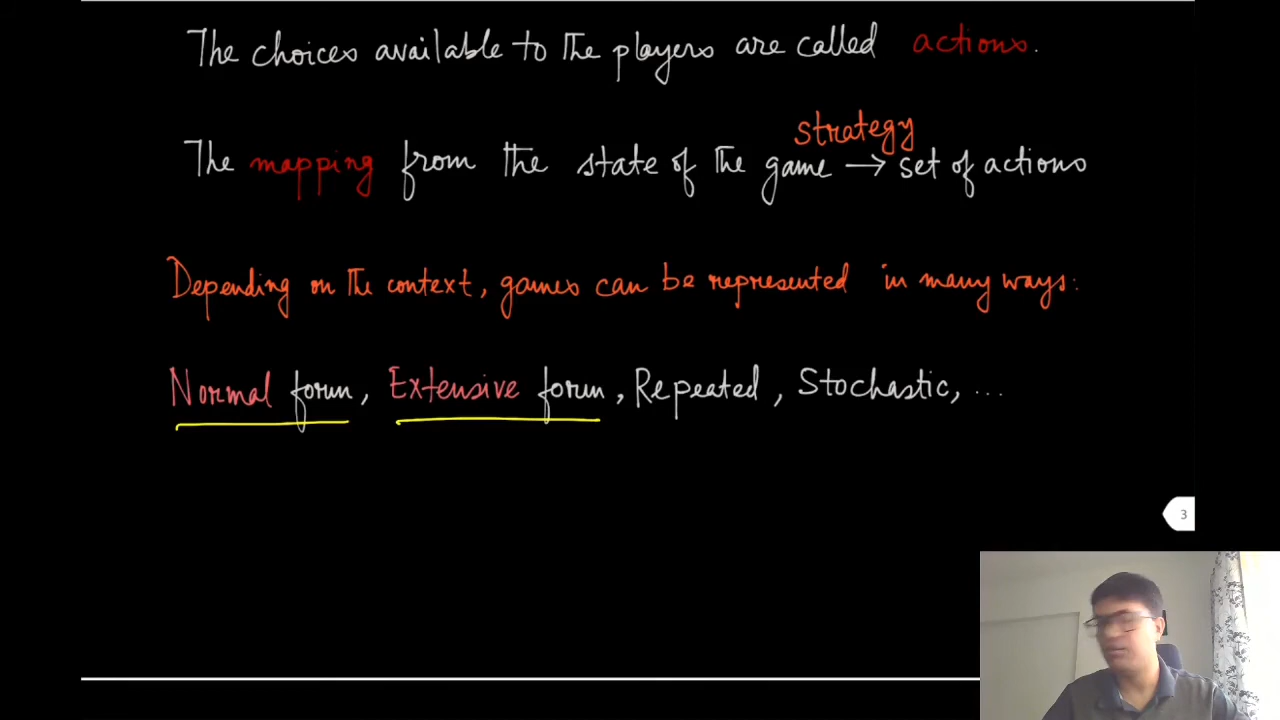 The choices available to the players are called actions.
strategy
The mapping from the state of the game → set of actions
Depending on the context, games can be represented in many ways:
Normal form, Extensive form, Repeated, Stochastic, ...
3